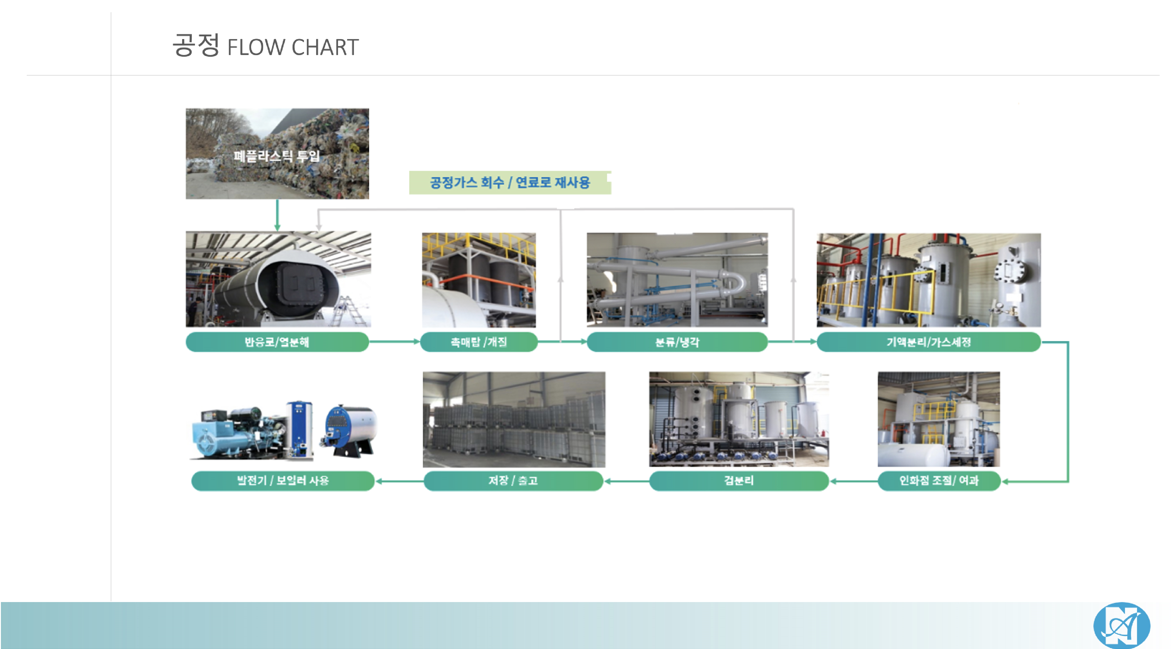 공정 FLOW CHART
폐플라스틱 투입
공정가스 회수 / 연료로 재사용
반응로/열분해
촉매탑 /개질
분류/냉각
기액분리/가스세정
발전기 / 보일러 사용
저장 / 출고
겁분리
인화점 조절/ 여과